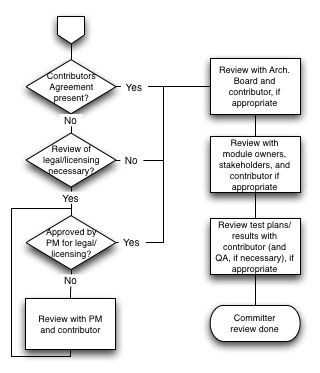 Contributors
Agreement
present?
Yes
No
Review of
legal/licensing
necessary?
No
Yes
Approved by
PM for legal/
licensing?
Yes
No
Review with PM
and contributor
Review with Arch.
Board and
contributor, if
appropriate
Review with
module owners,
stakeholders, and
contributor if
appropriate
Review test plans/
results with
contributor (and
QA, if necessary), if
appropriate
Committer
review done